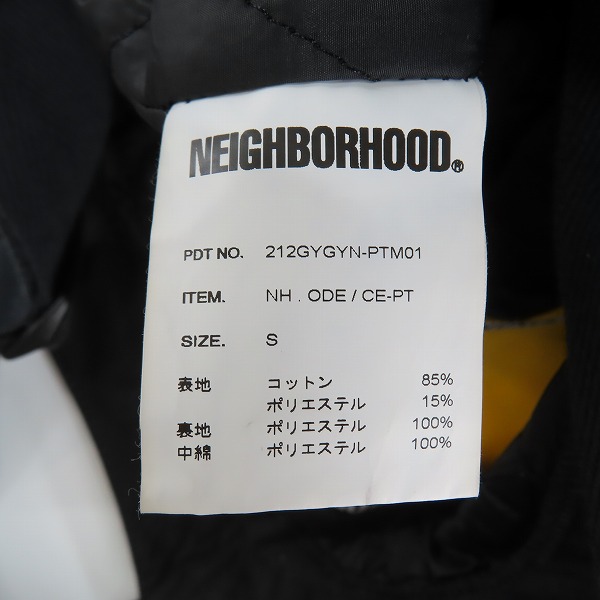 NEIGHBORHOOD®
PDT NO. 212GYGYN-PTM01
ITEM. NH . ODE / CE-PT
SIZE. S
表地 コットン 85%
ポリエステル 15%
裏地 ポリエステル 100%
中綿 ポリエステル 100%